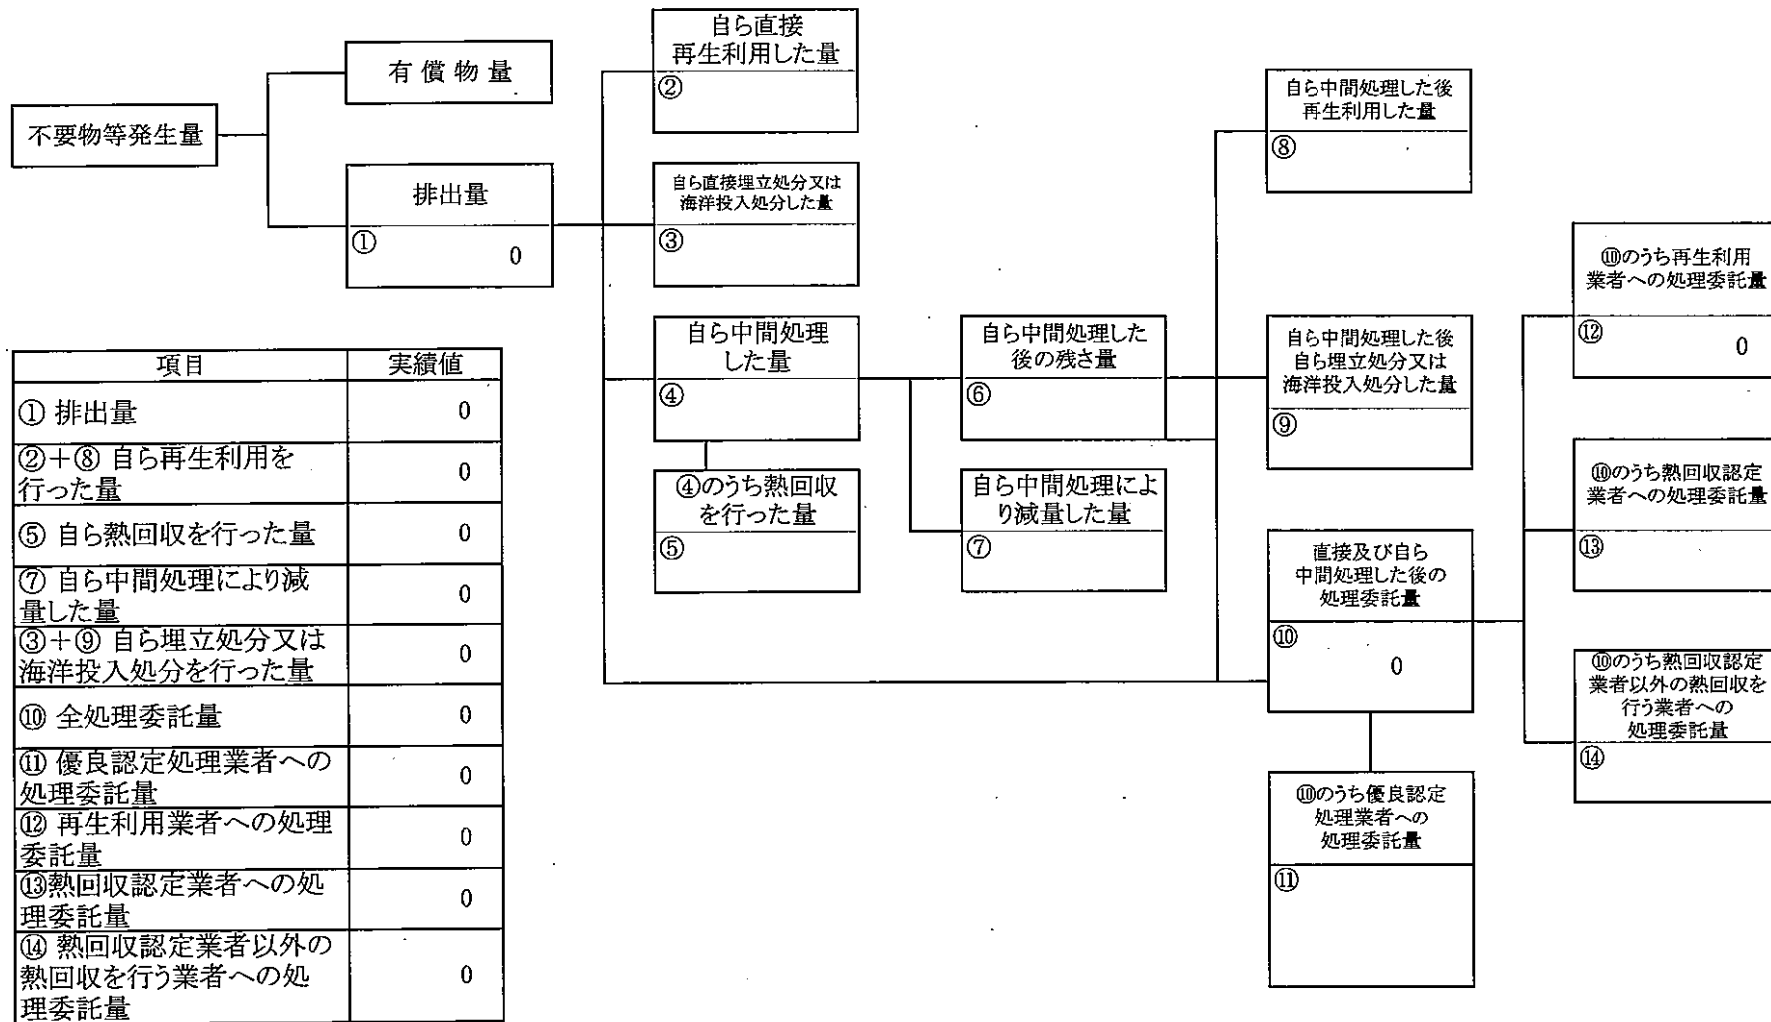 不要物等発生量
有償物量
排出量
①
0
自ら直接
再生利用した量
②
自ら直接埋立処分又は
海洋投入処分した量
③
自ら中間処理
した量
④
④のうち熱回収
を行った量
⑤
自ら中間処理した
後の残さ量
⑥
自ら中間処理によ
り減量した量
⑦
自ら中間処理した後
再生利用した量
⑧
自ら中間処理した後
自ら埋立処分又は
海洋投入処分した量
⑨
直接及び自ら
中間処理した後の
処理委託量
⑩
0
⑩のうち優良認定
処理業者への
処理委託量
⑪
⑩のうち再生利用
業者への処理委託量
⑫
0
⑩のうち熱回収認定
業者への処理委託量
⑬
⑩のうち熱回収認定
業者以外の熱回収を
行う業者への
処理委託量
⑭
項目 実績値
① 排出量 0
②＋⑧ 自ら再生利用を
行った量 0
⑤ 自ら熱回収を行った量 0
⑦ 自ら中間処理により減
量した量 0
③＋⑨ 自ら埋立処分又は
海洋投入処分を行った量 0
⑩ 全処理委託量 0
⑪ 優良認定処理業者への
処理委託量 0
⑫ 再生利用業者への処理
委託量 0
⑬熱回収認定業者への処
理委託量 0
⑭ 熱回収認定業者以外の
熱回収を行う業者への処
理委託量 0